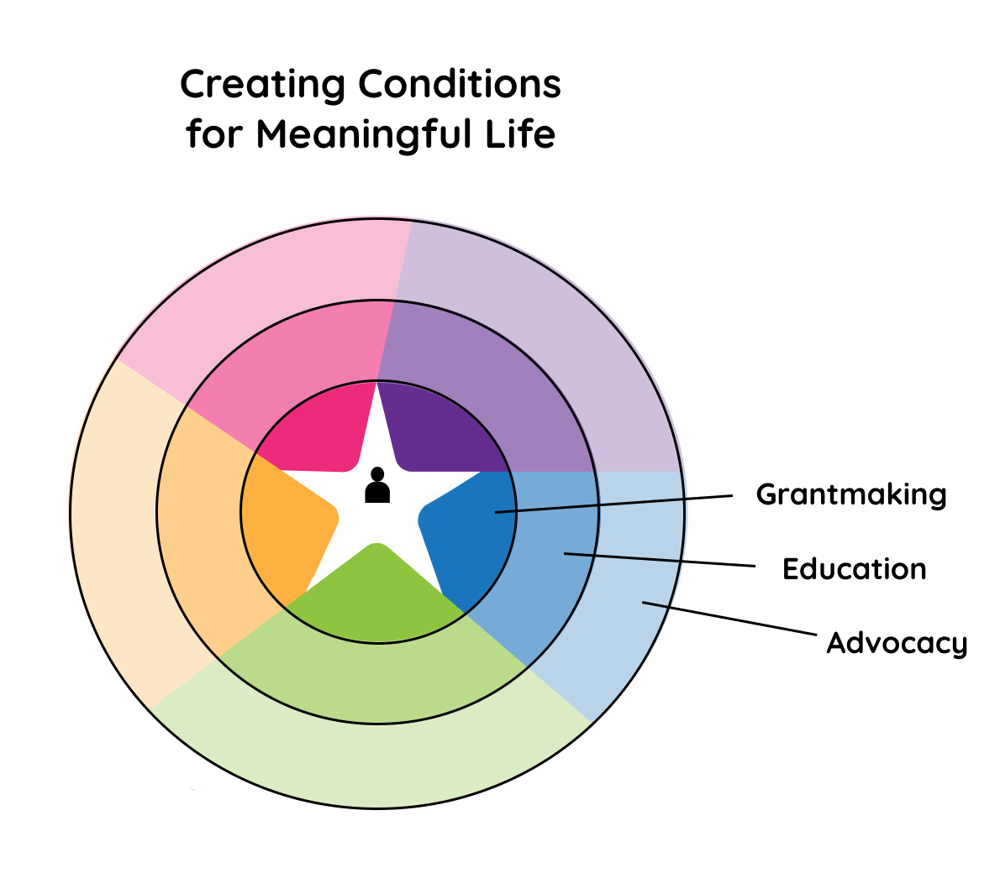 Creating Conditions
for Meaningful Life
Grantmaking
Education
Advocacy